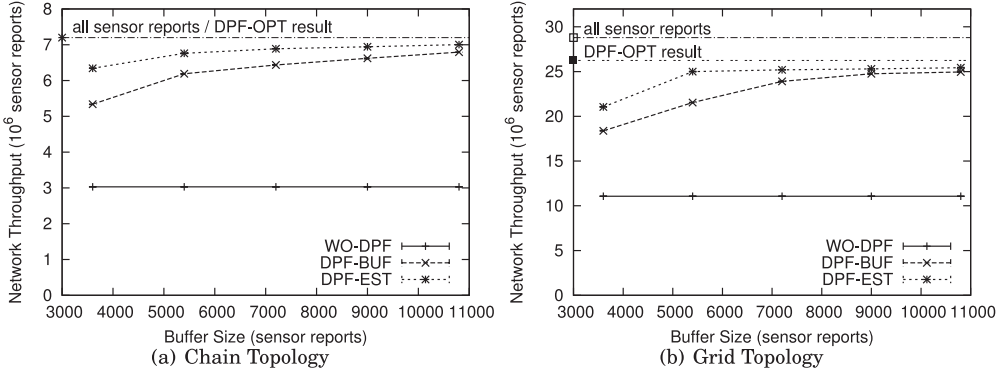 all sensor reports / DPF-OPT result
Network Throughput (10^6 sensor reports)
8
7
6
5
4
3
2
1
0
WO-DPF
DPF-BUF
DPF-EST
3000 4000 5000 6000 7000 8000 9000 10000 11000
Buffer Size (sensor reports)
(a) Chain Topology
all sensor reports
DPF-OPT result
Network Throughput (10^6 sensor reports)
30
25
20
15
10
5
0
WO-DPF
DPF-BUF
DPF-EST
3000 4000 5000 6000 7000 8000 9000 10000 11000
Buffer Size (sensor reports)
(b) Grid Topology